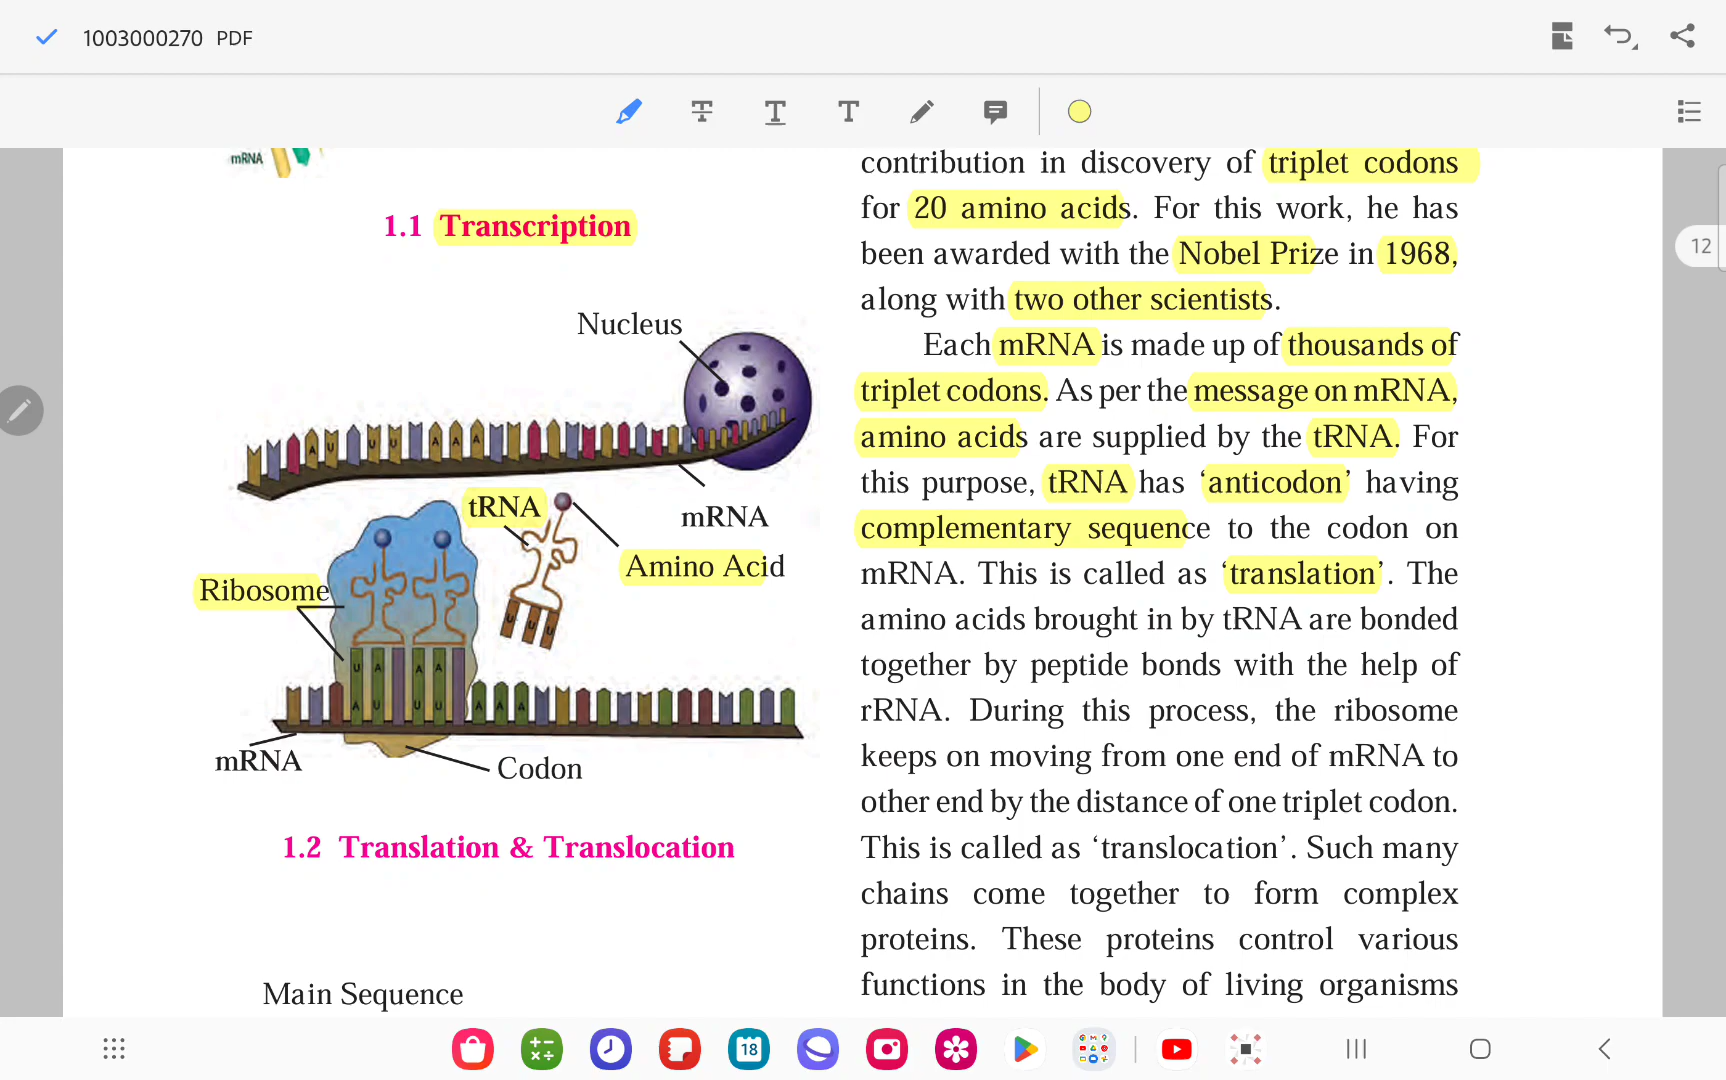 1003000270 PDF
12
mRNA
1.1 Transcription
Nucleus
A U U U A A A
mRNA
tRNA
Amino Acid
Ribosome
U U U
U A A A
A U U U A A A
mRNA
Codon
1.2 Translation & Translocation
Main Sequence
contribution in discovery of triplet codons
for 20 amino acids. For this work, he has
been awarded with the Nobel Prize in 1968,
along with two other scientists.
Each mRNA is made up of thousands of
triplet codons. As per the message on mRNA,
amino acids are supplied by the tRNA. For
this purpose, tRNA has ‘anticodon’ having
complementary sequence to the codon on
mRNA. This is called as ‘translation’. The
amino acids brought in by tRNA are bonded
together by peptide bonds with the help of
rRNA. During this process, the ribosome
keeps on moving from one end of mRNA to
other end by the distance of one triplet codon.
This is called as ‘translocation’. Such many
chains come together to form complex
proteins. These proteins control various
functions in the body of living organisms
18